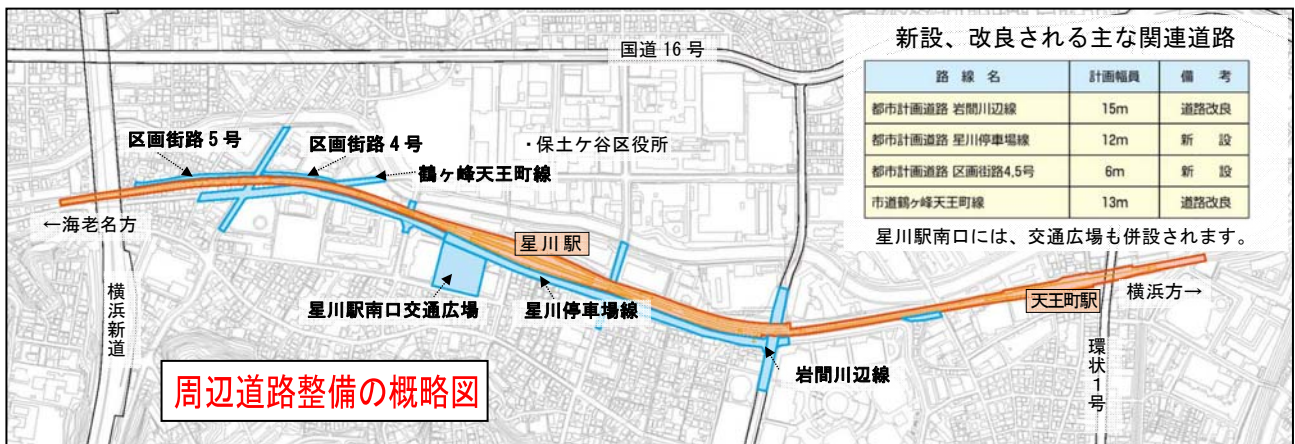 国道16号
新設、改良される主な関連道路
路線名 計画幅員 備考
都市計画道路 岩間川辺線 15m 道路改良
都市計画道路 星川停車場線 12m 新設
都市計画道路 区画街路4,5号 6m 新設
市道鶴ヶ峰天王町線 13m 道路改良
星川駅南口には、交通広場も併設されます。
区画街路5号
区画街路4号
・保土ケ谷区役所
鶴ヶ峰天王町線
←海老名方
星川駅
横浜新道
星川駅南口交通広場
星川停車場線
天王町駅
横浜方→
岩間川辺線
環状1号
周辺道路整備の概略図